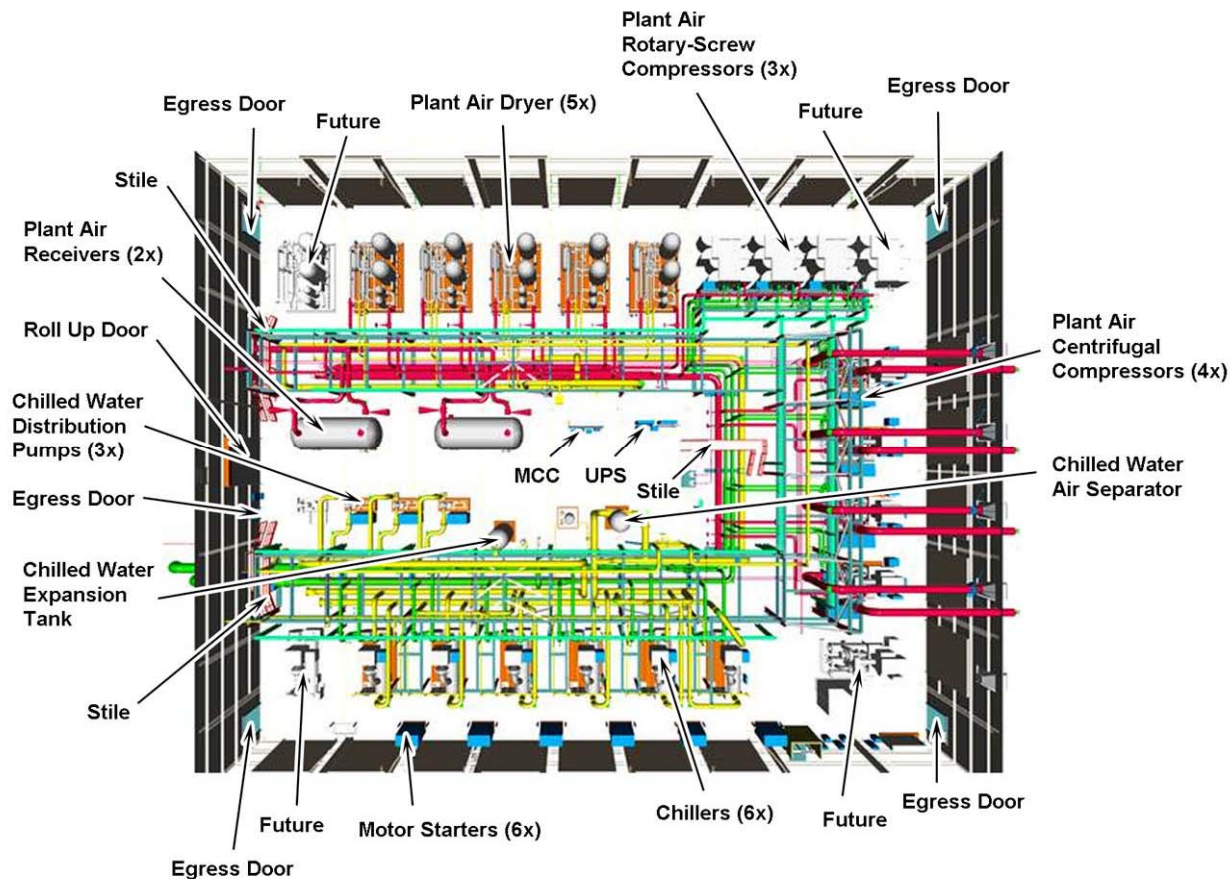 Plant Air
Rotary-Screw
Compressors (3x)
Egress Door
Plant Air Dryer (5x)
Egress Door
Future
Future
Stile
Plant Air
Receivers (2x)
Roll Up Door
Plant Air
Centrifugal
Compressors (4x)
Chilled Water
Distribution
Pumps (3x)
MCC
UPS
Stile
Chilled Water
Air Separator
Egress Door
Chilled Water
Expansion
Tank
Stile
Future
Motor Starters (6x)
Chillers (6x)
Future
Egress Door
Egress Door